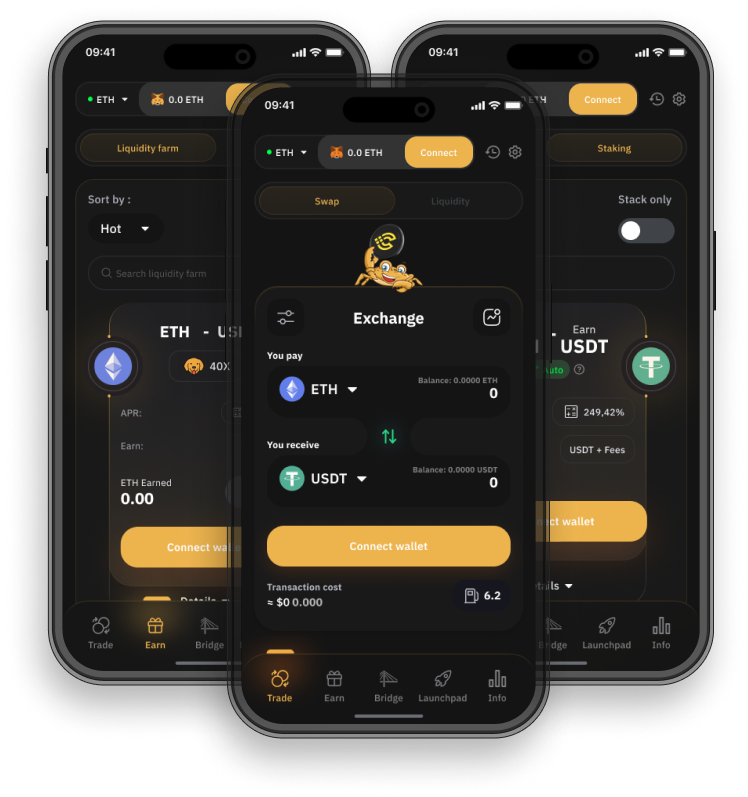 09:41
ETH
0.0 ETH
Liquidity farm
Sort by :
Hot
Search liquidity farm
ETH - USD
40X
APR:
Earn:
ETH Earned
0.00
Connect wallet
Details
Trade
Earn
Bridge
09:41
ETH
0.0 ETH
Connect
Swap
Liquidity
Exchange
You pay
ETH
Balance: 0.0000 ETH
0
You receive
USDT
Balance: 0.0000 USDT
0
Connect wallet
Transaction cost
≈ $0 0.000
6.2
Trade
Earn
Bridge
Launchpad
Info
09:41
ETH
Connect
Staking
Stack only
Earn
USDT
Auto
249,42%
USDT + Fees
Connect wallet
Details
Bridge
Launchpad
Info